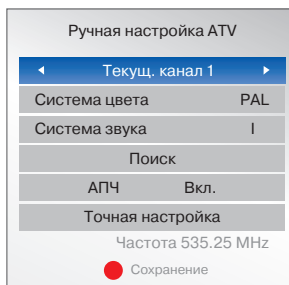 Ручная настройка ATV
Текущ. канал 1
Система цвета PAL
Система звука I
Поиск
АПЧ Вкл.
Точная настройка
Частота 535.25 MHz
Сохранение